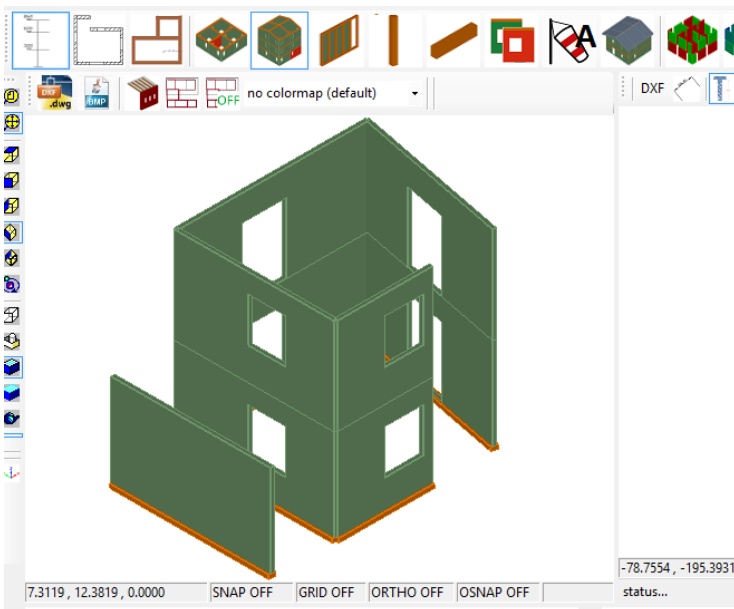 A
DXF
.dwg
BMP
OFF
no colormap (default)
DXF
7.3119 , 12.3819 , 0.0000
SNAP OFF
GRID OFF
ORTHO OFF
OSNAP OFF
-78.7554 , -195.3931
status...